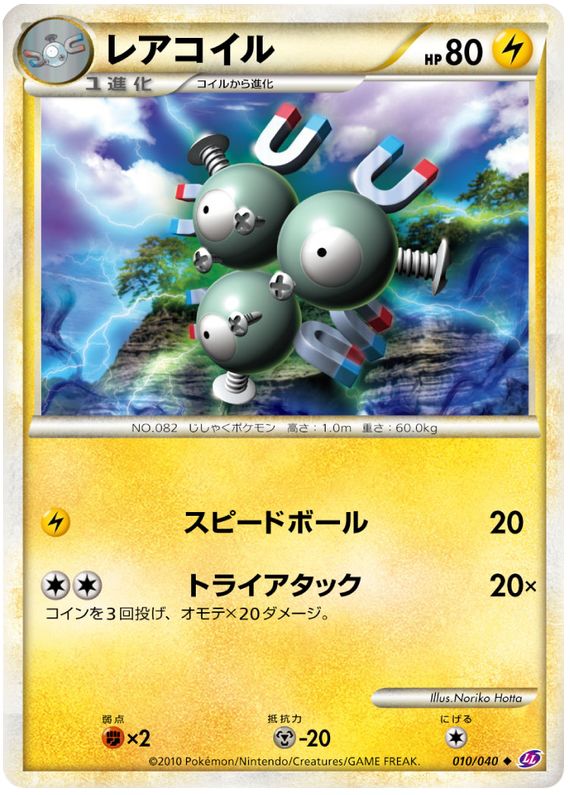 レアコイル HP80
1進化 コイルから進化
NO.082 じしゃくポケモン 高さ：1.0m 重さ：60.0kg
スピードボール 20
トライアタック 20×
コインを3回投げ、オモテ×20ダメージ。
Illus.Noriko Hotta
弱点 抵抗力 にげる
×2 -20
©2010 Pokémon/Nintendo/Creatures/GAME FREAK. 010/040 ◆ LL